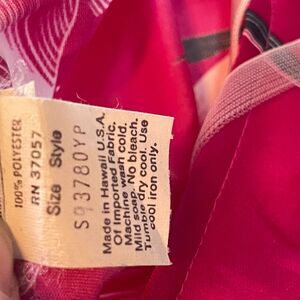 100% POLYESTER
RN 37057
Size Style
S 93780YP
Made in Hawaii U.S.A.
Of Imported Fabric.
Machine wash cold.
Mild soap. No bleach.
Tumble dry cool. Use
cool iron only.